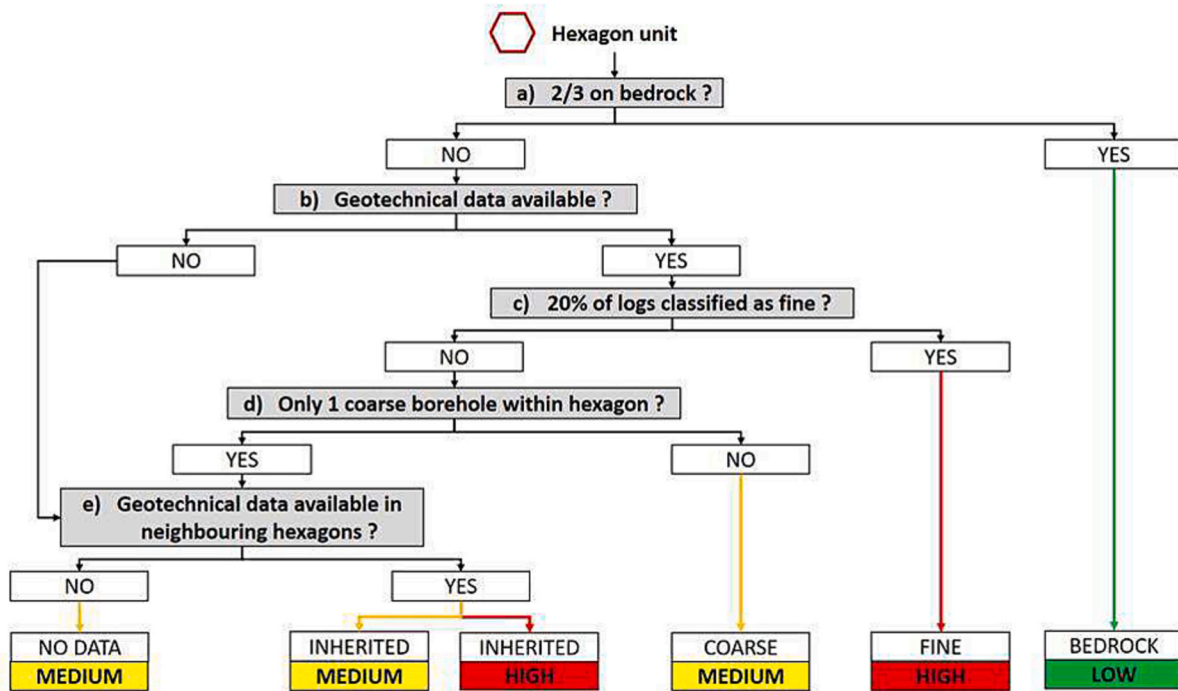 Hexagon unit
a) 2/3 on bedrock ?
NO
YES
b) Geotechnical data available ?
NO
YES
c) 20% of logs classified as fine ?
NO
YES
d) Only 1 coarse borehole within hexagon ?
YES
NO
e) Geotechnical data available in
neighbouring hexagons ?
NO
YES
NO DATA
MEDIUM
INHERITED
MEDIUM
INHERITED
HIGH
COARSE
MEDIUM
FINE
HIGH
BEDROCK
LOW